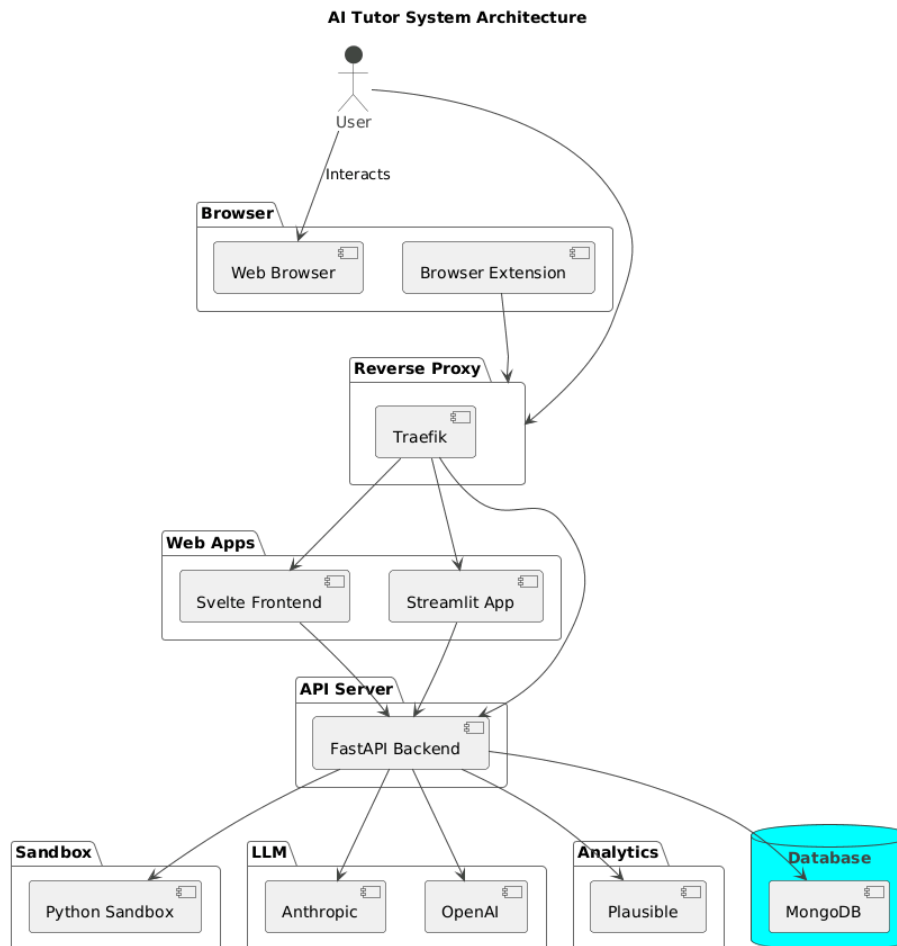 AI Tutor System Architecture
User
Interacts
Browser
Web Browser
Browser Extension
Reverse Proxy
Traefik
Web Apps
Svelte Frontend
Streamlit App
API Server
FastAPI Backend
Sandbox
LLM
Analytics
Database
Python Sandbox
Anthropic
OpenAI
Plausible
MongoDB